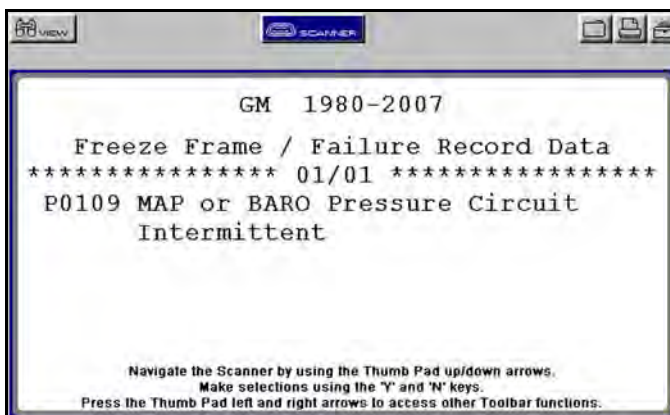 VIEW SCANNER
GM 1980-2007
Freeze Frame / Failure Record Data
**************** 01/01 *****************
P0109 MAP or BARO Pressure Circuit
Intermittent
Navigate the Scanner by using the Thumb Pad up/down arrows.
Make selections using the 'Y' and 'N' keys.
Press the Thumb Pad left and right arrows to access other Toolbar functions.